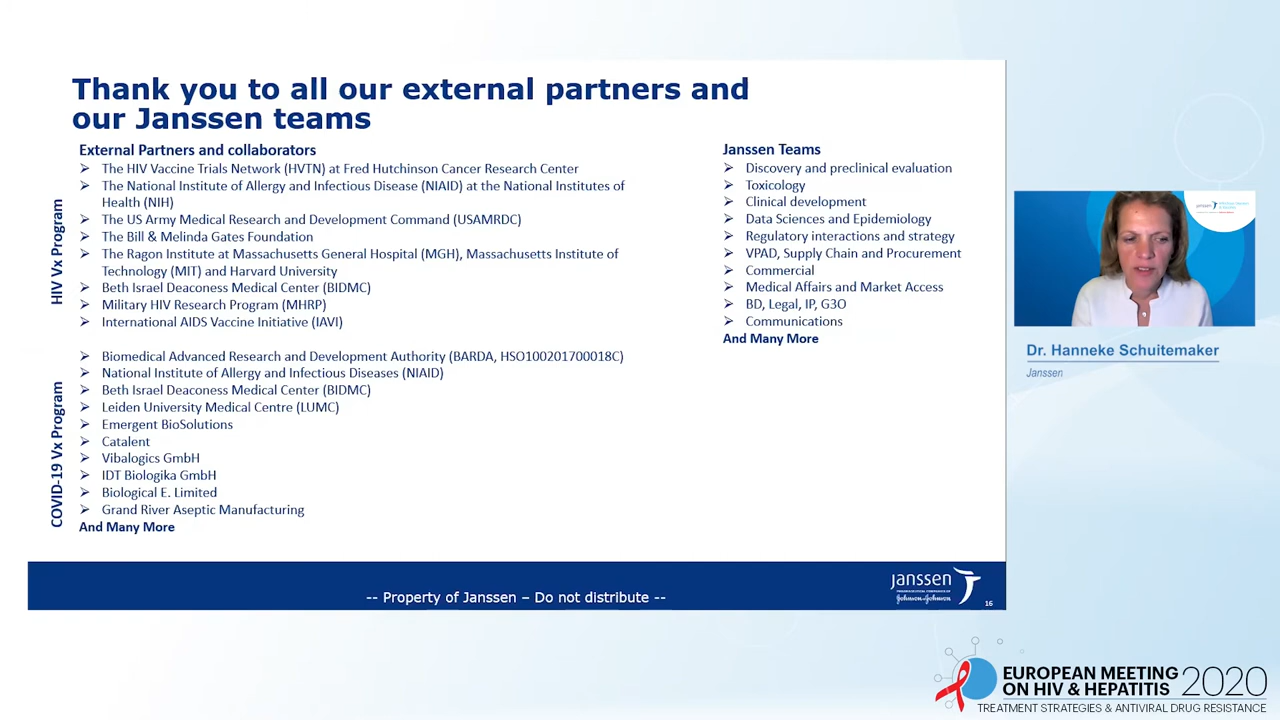 Thank you to all our external partners and
our Janssen teams
External Partners and collaborators
HIV Vx Program
➢ The HIV Vaccine Trials Network (HVTN) at Fred Hutchinson Cancer Research Center
➢ The National Institute of Allergy and Infectious Disease (NIAID) at the National Institutes of
Health (NIH)
➢ The US Army Medical Research and Development Command (USAMRDC)
➢ The Bill & Melinda Gates Foundation
➢ The Ragon Institute at Massachusetts General Hospital (MGH), Massachusetts Institute of
Technology (MIT) and Harvard University
➢ Beth Israel Deaconess Medical Center (BIDMC)
➢ Military HIV Research Program (MHRP)
➢ International AIDS Vaccine Initiative (IAVI)
COVID-19 Vx Program
➢ Biomedical Advanced Research and Development Authority (BARDA, HSO100201700018C)
➢ National Institute of Allergy and Infectious Diseases (NIAID)
➢ Beth Israel Deaconess Medical Center (BIDMC)
➢ Leiden University Medical Centre (LUMC)
➢ Emergent BioSolutions
➢ Catalent
➢ Vibalogics GmbH
➢ IDT Biologika GmbH
➢ Biological E. Limited
➢ Grand River Aseptic Manufacturing
And Many More
Janssen Teams
➢ Discovery and preclinical evaluation
➢ Toxicology
➢ Clinical development
➢ Data Sciences and Epidemiology
➢ Regulatory interactions and strategy
➢ VPAD, Supply Chain and Procurement
➢ Commercial
➢ Medical Affairs and Market Access
➢ BD, Legal, IP, G3O
➢ Communications
And Many More
-- Property of Janssen – Do not distribute --
janssen
PHARMACEUTICAL COMPANIES OF
Johnson & Johnson
16
janssen
Dr. Hanneke Schuitemaker
Janssen
EUROPEAN MEETING
ON HIV & HEPATITIS 2020
TREATMENT STRATEGIES & ANTIVIRAL DRUG RESISTANCE